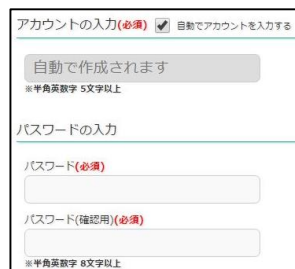 アカウントの入力(必須) 自動でアカウントを入力する
自動で作成されます
※半角英数字 5文字以上
パスワードの入力
パスワード(必須)
パスワード(確認用)(必須)
※半角英数字 8文字以上